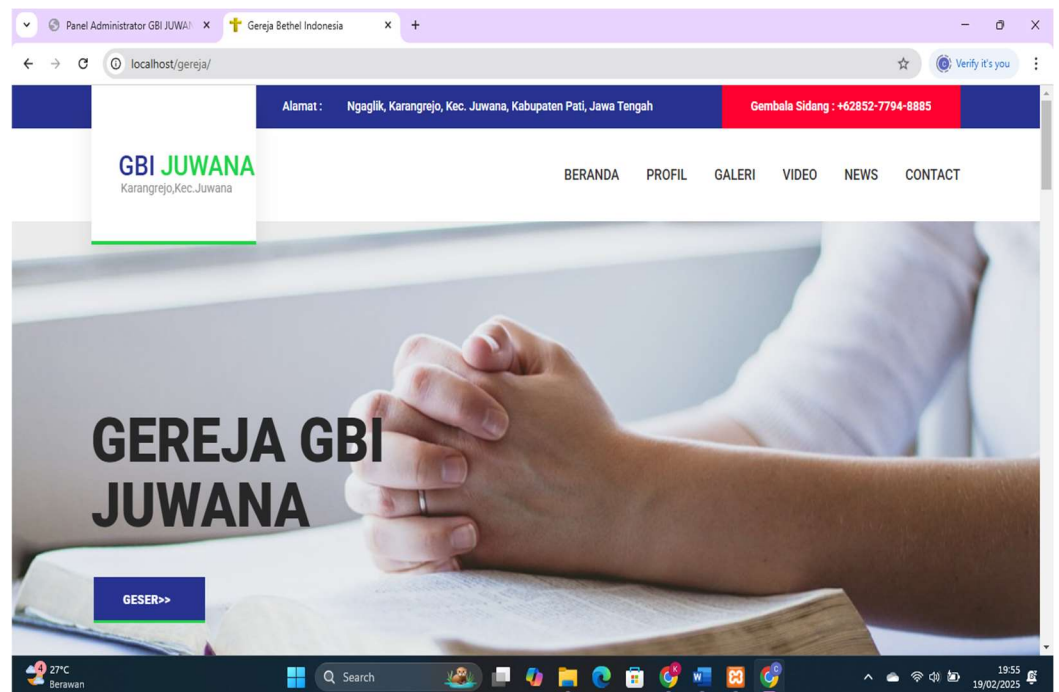 Panel Administrator GBI JUWAN
Gereja Bethel Indonesia
localhost/gereja/
Verify it's you
Alamat : Ngaglik, Karangrejo, Kec. Juwana, Kabupaten Pati, Jawa Tengah
Gembala Sidang : +62852-7794-8885
GBI JUWANA
Karangrejo,Kec.Juwana
BERANDA PROFIL GALERI VIDEO NEWS CONTACT
GEREJA GBI
JUWANA
GESER>>
4
27°C
Berawan
Search
19:55
19/02/2025